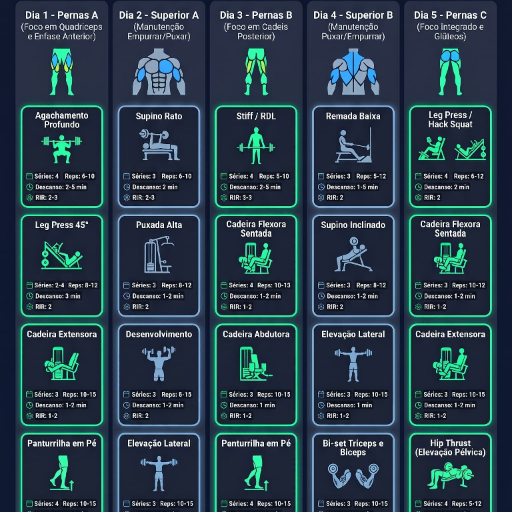 Dia 1 - Pernas A
(Foco em Quadríceps
e Enfase Anterior)
Agachamento
Profundo
Séries: 4 Reps: 6-10
Descanso: 2-5 min
RIR: 2-3
Leg Press 45°
Séries: 2-4 Reps: 8-12
Descanso: 3 min
RIR: 2
Cadeira Extensora
Séries: 3 Reps: 10-15
Descanso: 1-2 min
RIR: 1-2
Panturrilha em Pé
Séries: 4 Reps: 10-15
Dia 2 - Superior A
(Manutenção
Empurrar/Puxar)
Supino Rato
Séries: 3 Reps: 6-10
Descanso: 2 min
RIR: 2
Puxada Alta
Séries: 3 Reps: 8-12
Descanso: 1-2 min
RIR: 2
Desenvolvimento
Séries: 3 Reps: 6-15
Descanso: 1-2 min
RIR: 2
Elevação Lateral
Séries: 3 Reps: 10-15
Dia 3 - Pernas B
(Foco em Cadeis
Posterior)
Stiff / RDL
Séries: 4 Reps: 5-10
Descanso: 2-5 min
RIR: 3-3
Cadeira Flexora
Sentada
Séries: 4 Reps: 10-15
Descanso: 1-2 min
RIR: 1-2
Cadeira Abdutora
Séries: 3 Reps: 10-15
Descanso: 1 min
RIR: 1-2
Panturrilha em Pé
Séries: 4 Reps: 10-15
Dia 4 - Superior B
(Manutenção
Puxar/Empurrar)
Remada Baixa
Séries: 3 Reps: 5-12
Descanso: 1-5 min
RIR: 2
Supino Inclinado
Séries: 3 Reps: 8-12
Descanso: 1-2 min
RIR: 2
Elevação Lateral
Séries: 3 Reps: 10-15
Descanso: 1 min
RIR: 1-2
Bi-set Tríceps e
Bíceps
Séries: 3 Reps: 10-15
Dia 5 - Pernas C
(Foco Integrado e
Glúteos)
Leg Press /
Hack Squat
Séries: 4 Reps: 6-12
Descanso: 2 min
RIR: 2
Cadeira Flexora
Sentada
Séries: 3 Reps: 10-12
Descanso: 1-2 min
RIR: 1-2
Cadeira Extensora
Séries: 3 Reps: 10-15
Descanso: 1-2 min
RIR: 1-2
Hip Thrust
(Elevação Pélvica)
Séries: 4 Reps: 5-12